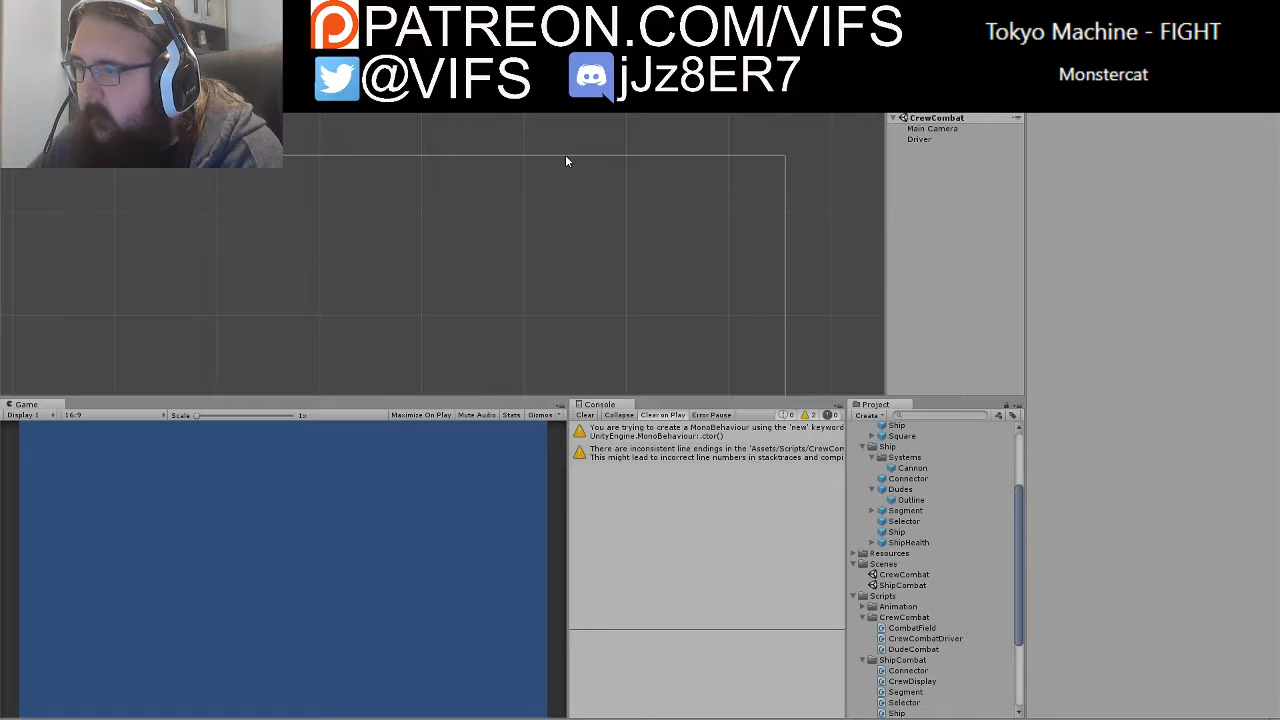 PATREON.COM/VIFS
@VIFS
jJz8ER7
Tokyo Machine - FIGHT
Monstercat
CrewCombat
Main Camera
Driver
Game
Display 1
16:9
Scale
1x
Maximize On Play
Mute Audio
Stats
Gizmos
Console
Clear
Collapse
Clear on Play
Error Pause
0
2
0
You are trying to create a MonoBehaviour using the 'new' keyword
UnityEngine.MonoBehaviour:.ctor()
There are inconsistent line endings in the 'Assets/Scripts/CrewCom
This might lead to incorrect line numbers in stacktraces and compi
Project
Create
Ship
Square
Ship
Systems
Cannon
Connector
Dudes
Outline
Segment
Selector
Ship
ShipHealth
Resources
Scenes
CrewCombat
ShipCombat
Scripts
Animation
CrewCombat
CombatField
CrewCombatDriver
DudeCombat
ShipCombat
Connector
CrewDisplay
Segment
Selector
Ship